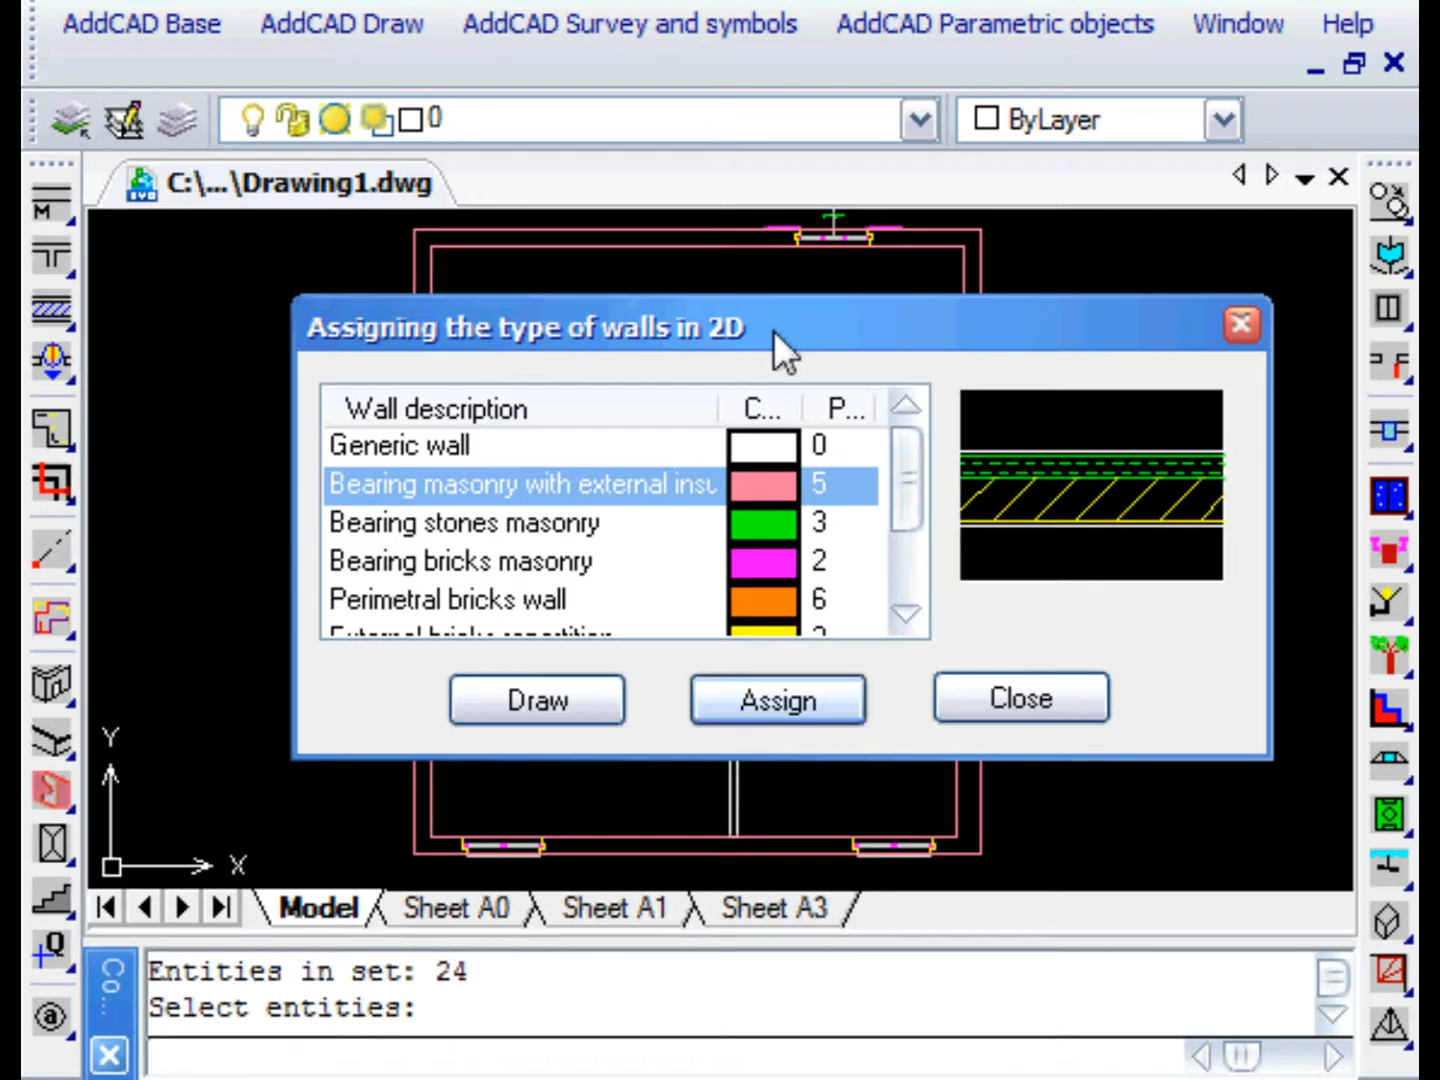 AddCAD Base AddCAD Draw AddCAD Survey and symbols AddCAD Parametric objects Window Help
0 ByLayer
C:\...\Drawing1.dwg
Assigning the type of walls in 2D
Wall description C... P...
Generic wall 0
Bearing masonry with external insu 5
Bearing stones masonry 3
Bearing bricks masonry 2
Perimetral bricks wall 6
Draw Assign Close
Y
X
Model Sheet A0 Sheet A1 Sheet A3
Co...
Entities in set: 24
Select entities:
M
Q
a